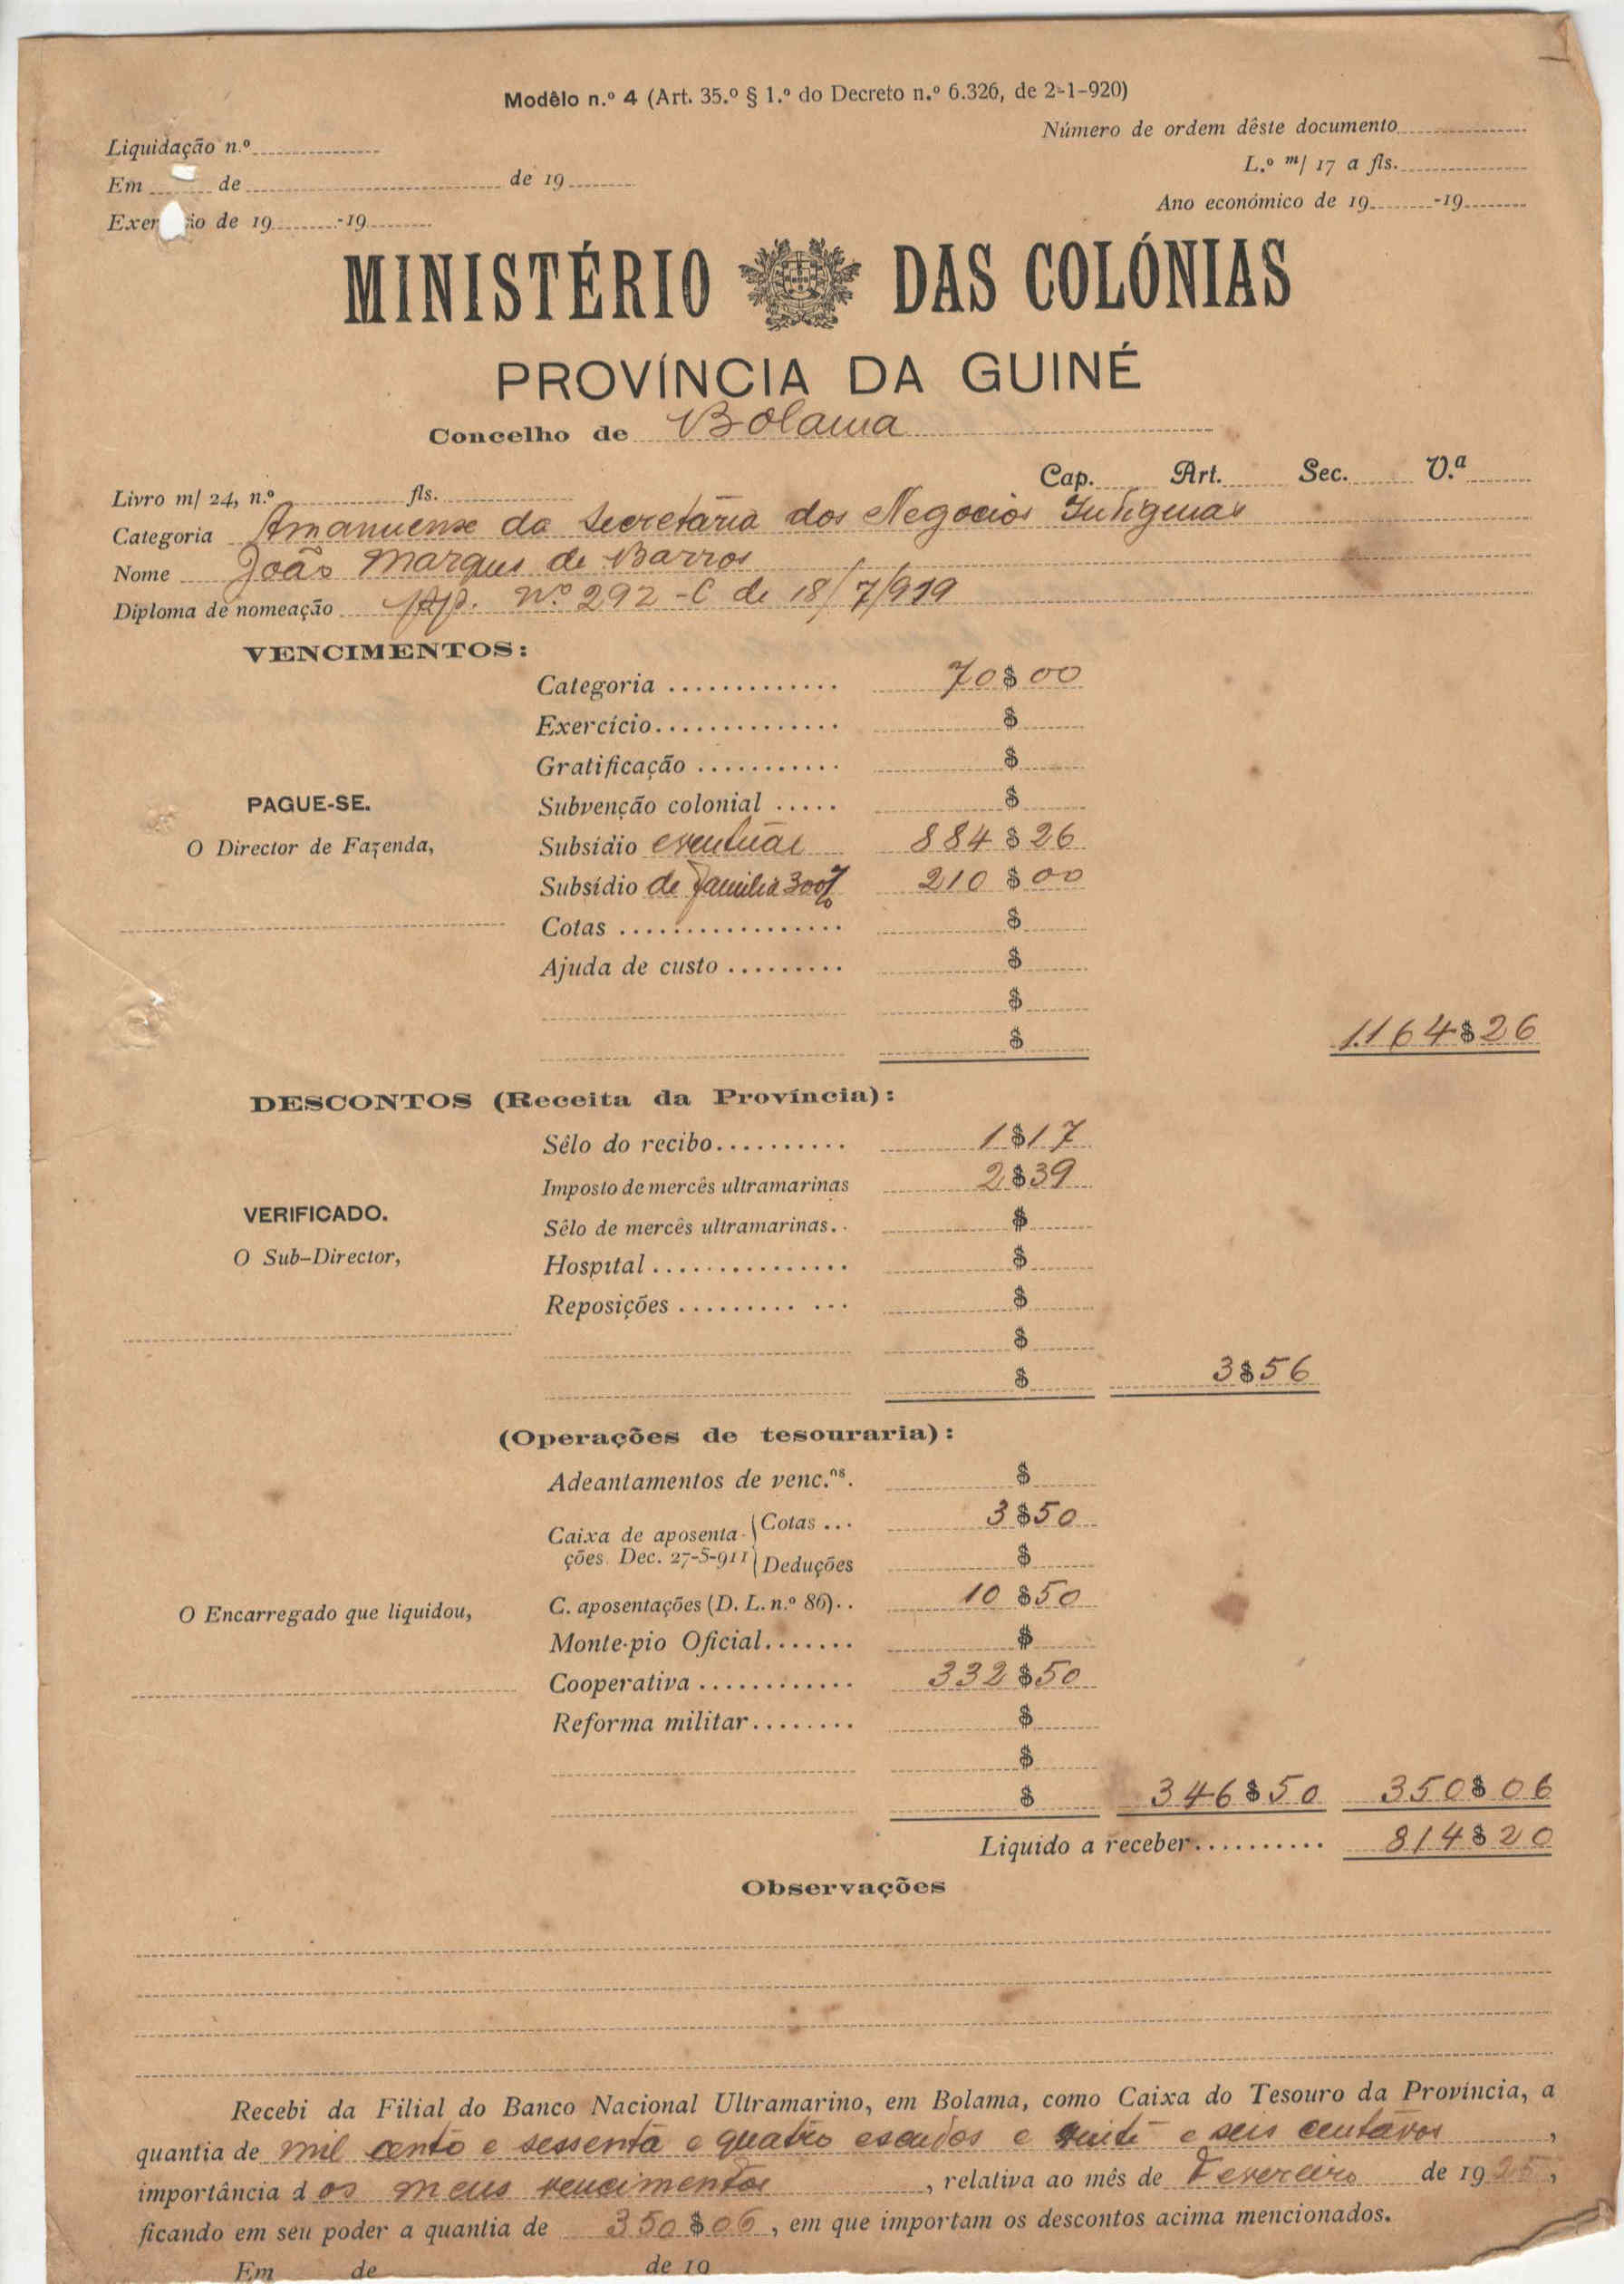 Modêlo n.º 4 (Art. 35.º § 1.º do Decreto n.º 6.326, de 2-1-920)
Número de ordem dêste documento
Liquidação n.º
L.º m/ 17 a fls.
Em de de 19
Ano económico de 19 -19
Exer io de 19 -19
MINISTÉRIO DAS COLÓNIAS
PROVÍNCIA DA GUINÉ
Concelho de Bolama
Cap. Art. Sec. V.ª
Livro m/ 24, n.º fls.
Categoria Amanuense da Secretária dos Negocios Indigenas
Nome João Marques de Barros
Diploma de nomeação N.º 292-C de 18/7/919
VENCIMENTOS:
Categoria ............. 70$00
Exercício .............. $
Gratificação ........... $
PAGUE-SE.
Subvenção colonial ..... $
O Director de Fazenda,
Subsídio eventual 884$26
Subsídio de familia 300% 210$00
Cotas ................. $
Ajuda de custo ......... $
$
$ 1.164$26
DESCONTOS (Receita da Província):
Sêlo do recibo.......... 1$17
Imposto de mercês ultramarinas 2$39
VERIFICADO.
Sêlo de mercês ultramarinas.. $
O Sub-Director,
Hospital ............... $
Reposições ......... ... $
$
$ 3$56
(Operações de tesouraria):
Adeantamentos de venc.ᵒˢ. $
Caixa de aposentações. Dec. 27-5-911 Cotas ... 3$50
Deduções $
O Encarregado que liquidou,
C. aposentações (D. L. n.º 86).. 10$50
Monte-pio Oficial....... $
Cooperativa ............ 332$50
Reforma militar........ $
$
$ 346$50 350$06
Liquido a receber.......... 814$20
Observações
Recebi da Filial do Banco Nacional Ultramarino, em Bolama, como Caixa do Tesouro da Província, a
quantia de mil cento e sessenta e quatro escudos e vinte e seis centavos,
importância d os meus vencimentos, relativa ao mês de Fevereiro de 1925,
ficando em seu poder a quantia de 350$06, em que importam os descontos acima mencionados.
Em de de 19